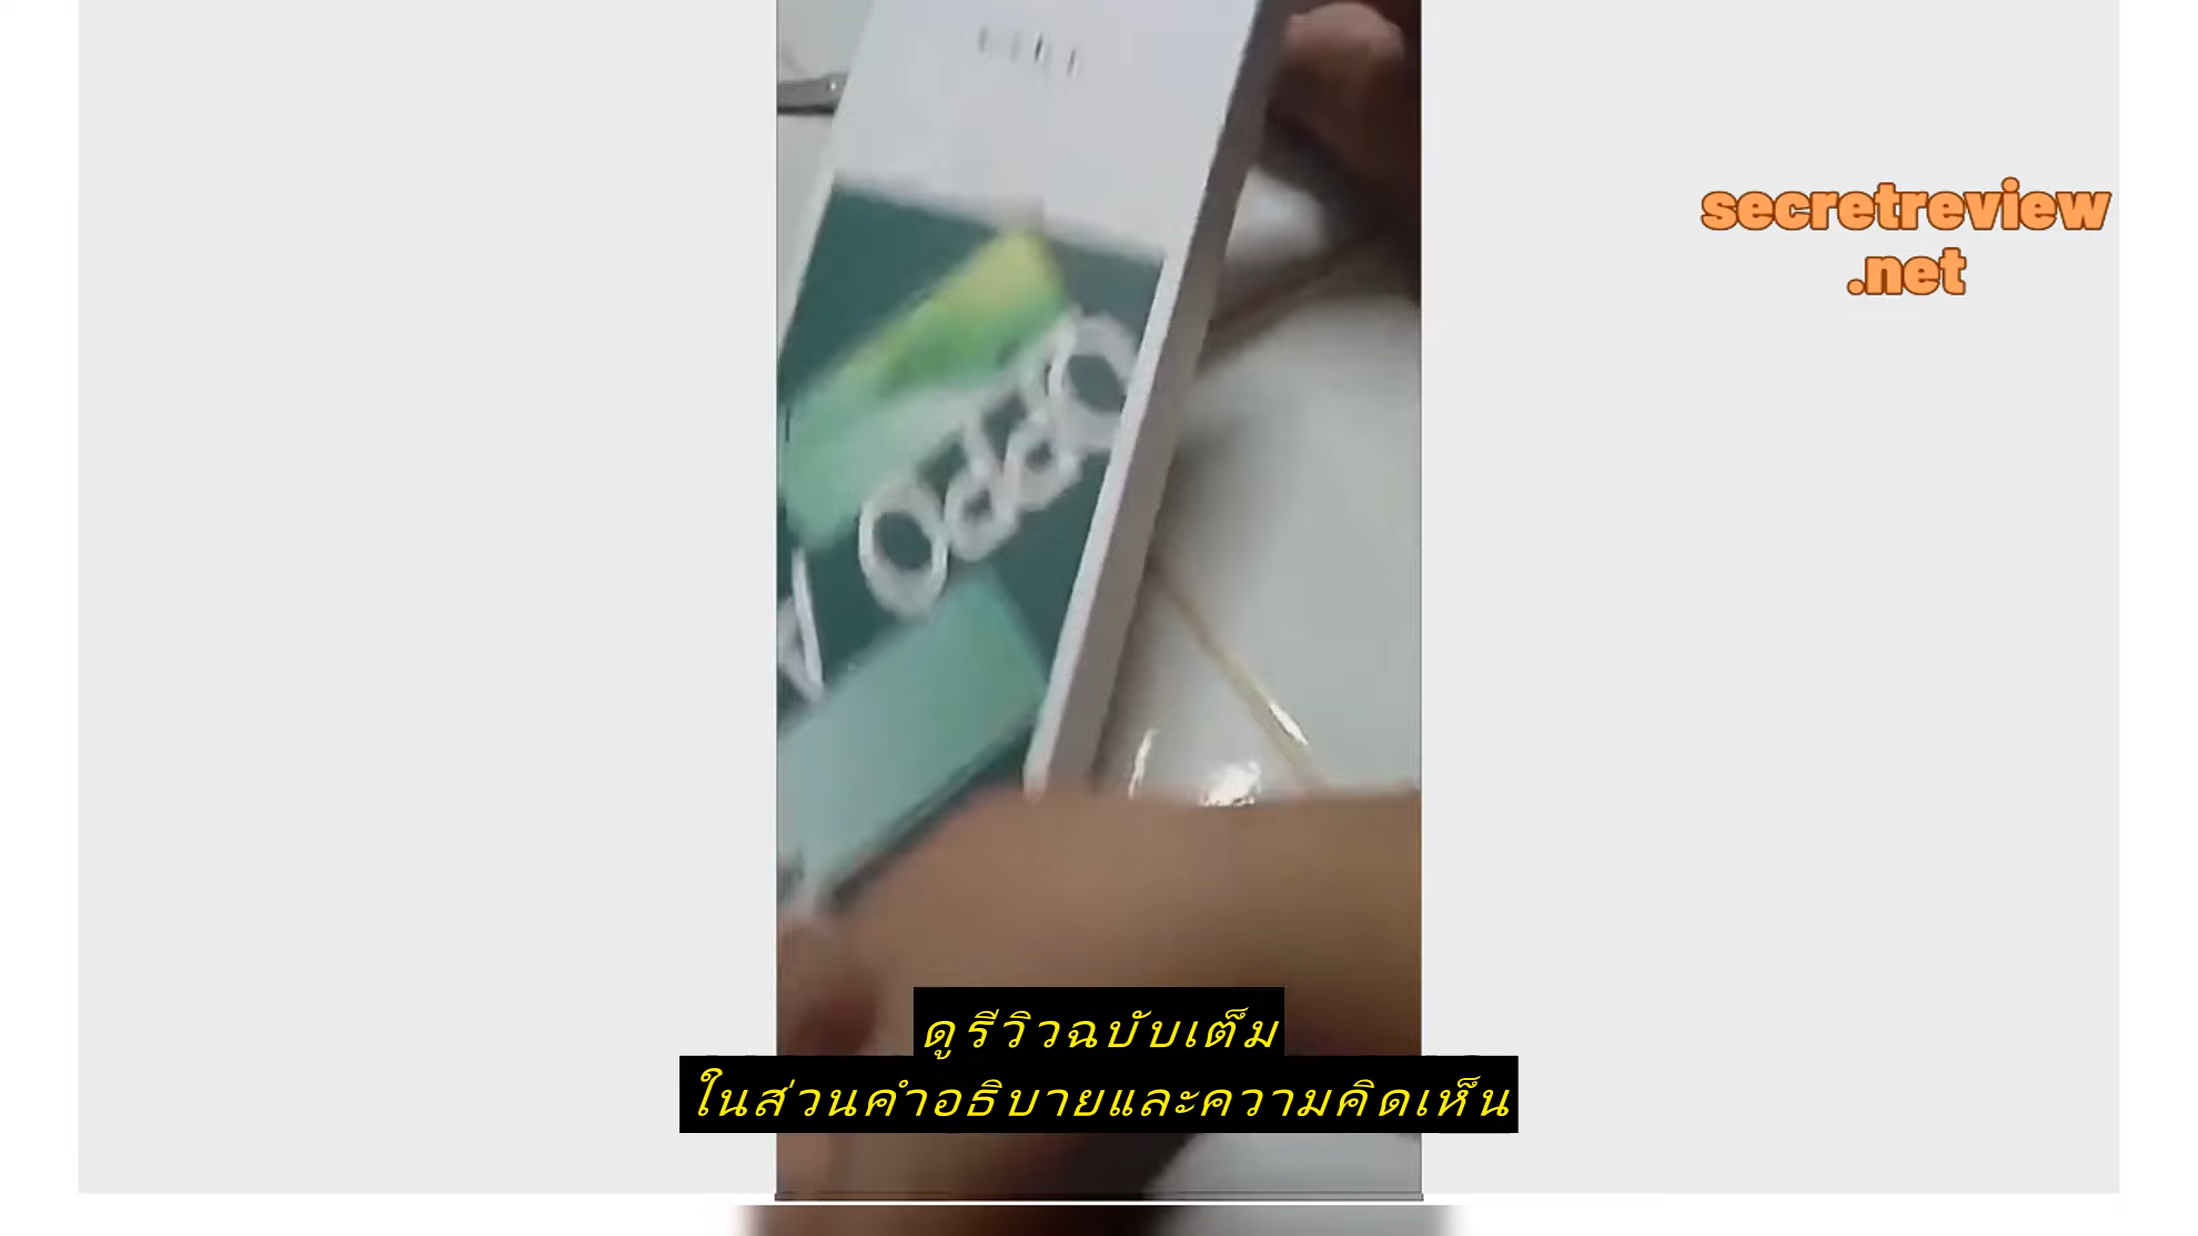 secretreview
.net
oppo A
ดูรีวิวฉบับเต็ม
ในส่วนคำอธิบายและความคิดเห็น